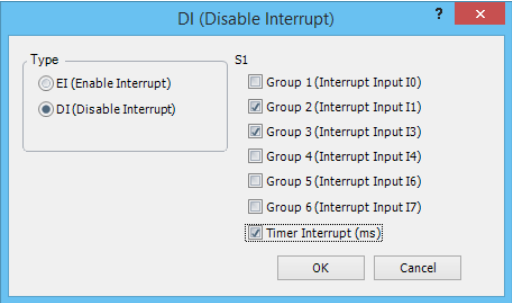 DI (Disable Interrupt)
?
×
Type
EI (Enable Interrupt)
DI (Disable Interrupt)
S1
Group 1 (Interrupt Input I0)
Group 2 (Interrupt Input I1)
Group 3 (Interrupt Input I3)
Group 4 (Interrupt Input I4)
Group 5 (Interrupt Input I6)
Group 6 (Interrupt Input I7)
Timer Interrupt (ms)
OK Cancel